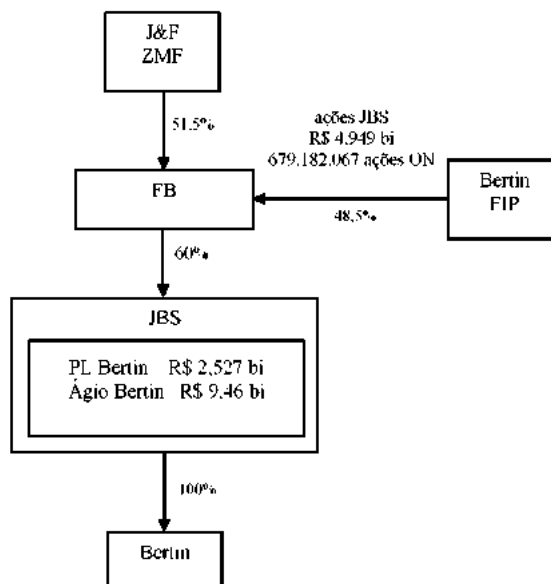 J&F
ZMF
51.5%
ações JBS
R$ 4.949 bi
679.182.067 ações ON
Bertin
FIP
FB
48,5%
60%
JBS
PL Bertin R$ 2,527 bi
Ágio Bertin R$ 9,46 bi
100%
Bertin